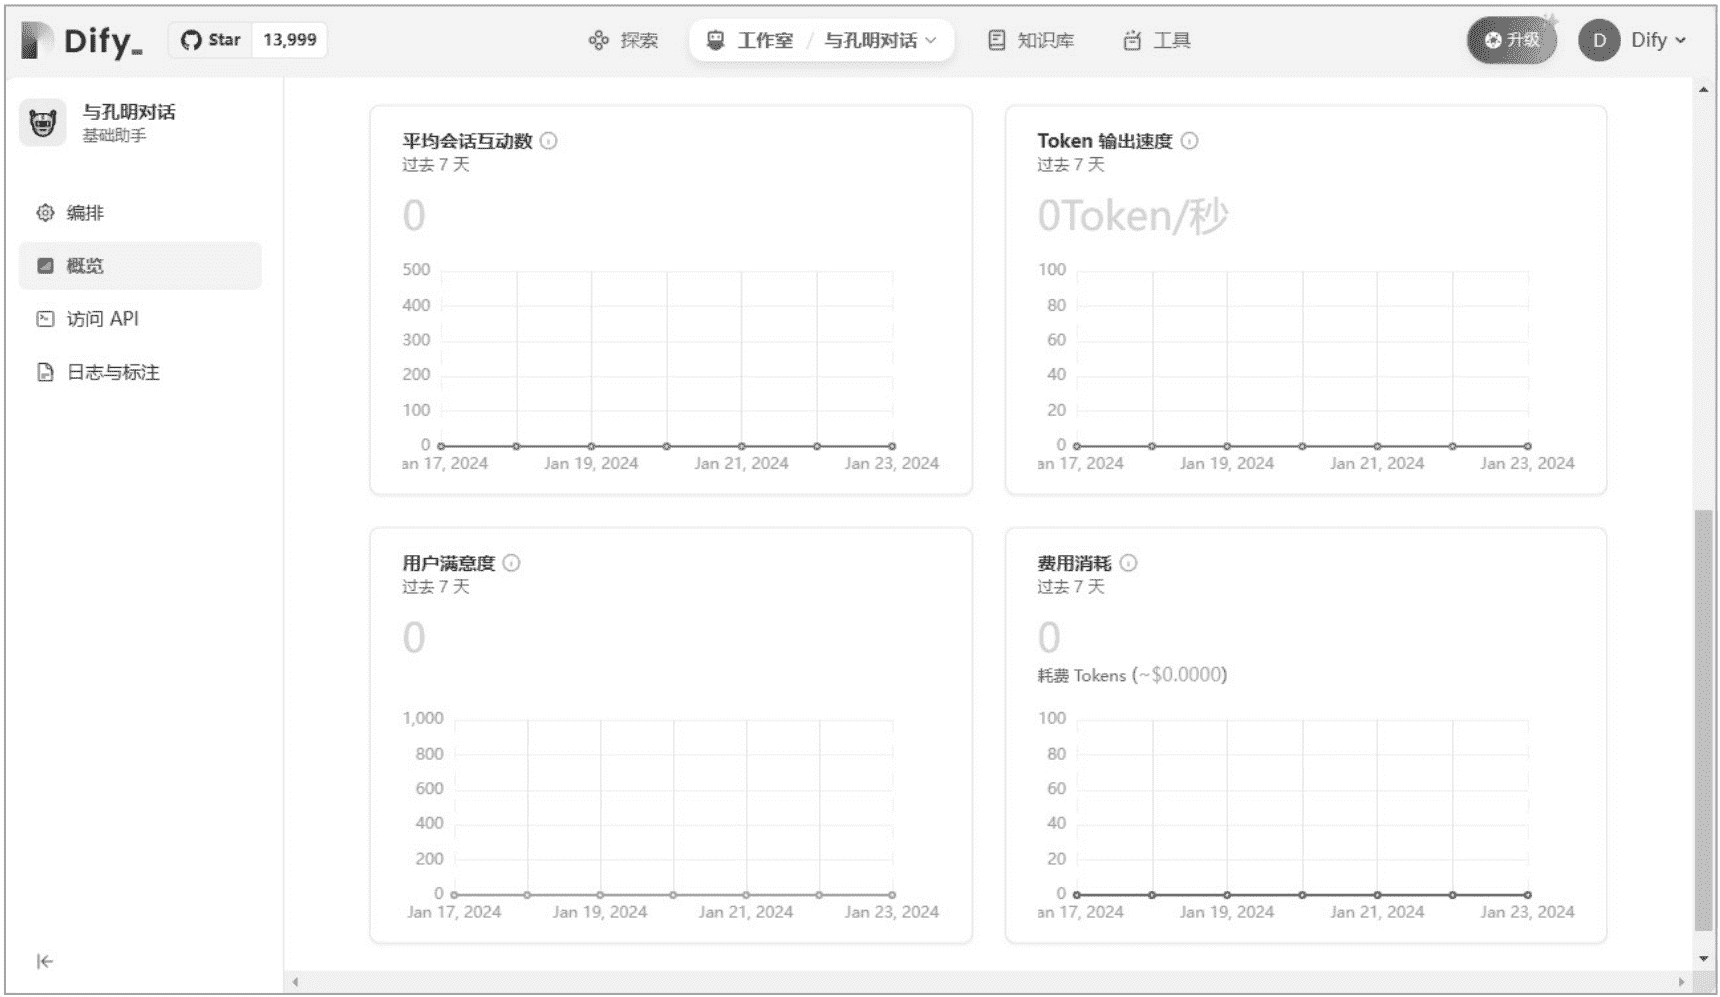 Dify_
Star 13,999
探索
工作室 / 与孔明对话
知识库
工具
升级
D Dify
与孔明对话
基础助手
编排
概览
访问 API
日志与标注
平均会话互动数
过去 7 天
0
500
400
300
200
100
0
an 17, 2024 Jan 19, 2024 Jan 21, 2024 Jan 23, 2024
Token 输出速度
过去 7 天
0Token/秒
100
80
60
40
20
0
an 17, 2024 Jan 19, 2024 Jan 21, 2024 Jan 23, 2024
用户满意度
过去 7 天
0
1,000
800
600
400
200
0
Jan 17, 2024 Jan 19, 2024 Jan 21, 2024 Jan 23, 2024
费用消耗
过去 7 天
0
耗费 Tokens (~$0.0000)
100
80
60
40
20
0
an 17, 2024 Jan 19, 2024 Jan 21, 2024 Jan 23, 2024